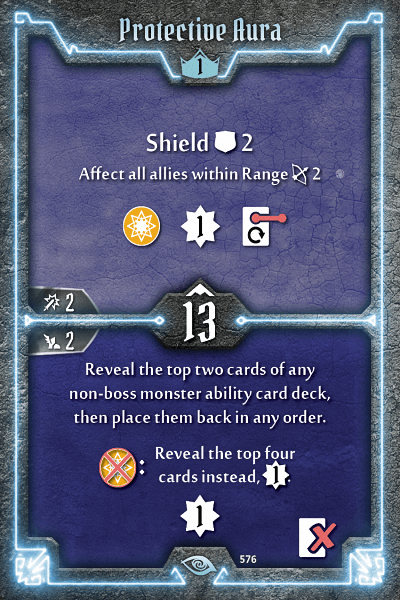 Protective Aura
1
Shield 2
Affect all allies within Range 2
1
2
13
2
Reveal the top two cards of any
non-boss monster ability card deck,
then place them back in any order.
: Reveal the top four
cards instead, 1.
1
576